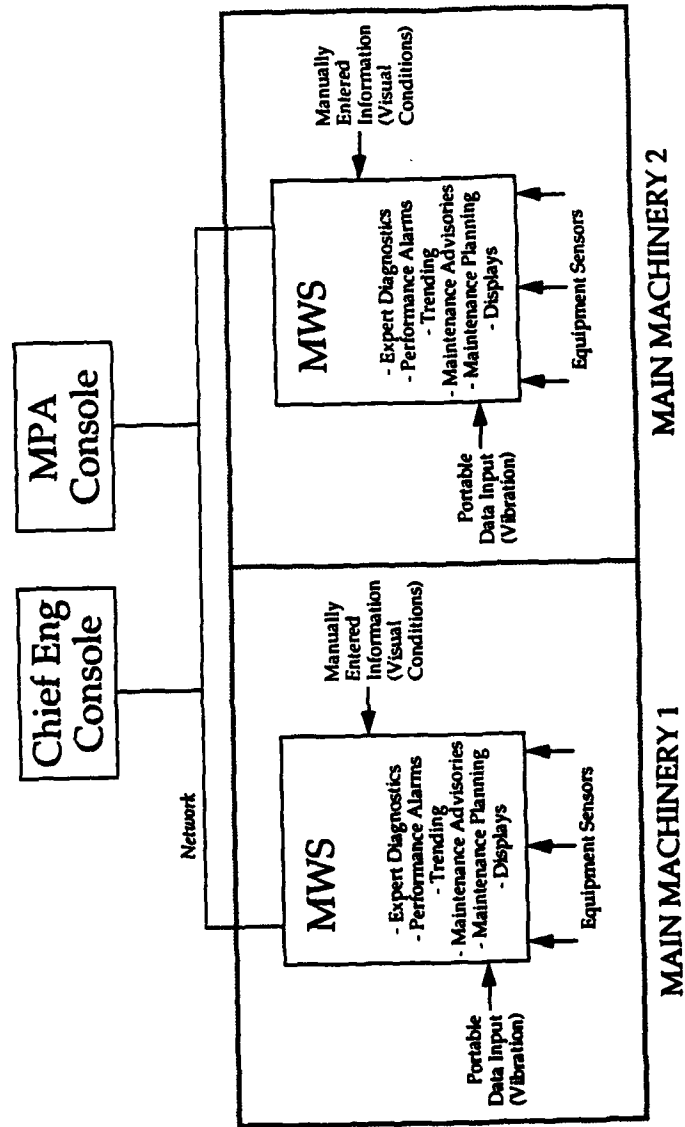 Chief Eng
Console
MPA
Console
Network
MWS
- Expert Diagnostics
- Performance Alarms
- Trending
- Maintenance Advisories
- Maintenance Planning
- Displays
Manually
Entered
Information
(Visual
Conditions)
Portable
Data Input
(Vibration)
Equipment Sensors
MAIN MACHINERY 1
MWS
- Expert Diagnostics
- Performance Alarms
- Trending
- Maintenance Advisories
- Maintenance Planning
- Displays
Manually
Entered
Information
(Visual
Conditions)
Portable
Data Input
(Vibration)
Equipment Sensors
MAIN MACHINERY 2